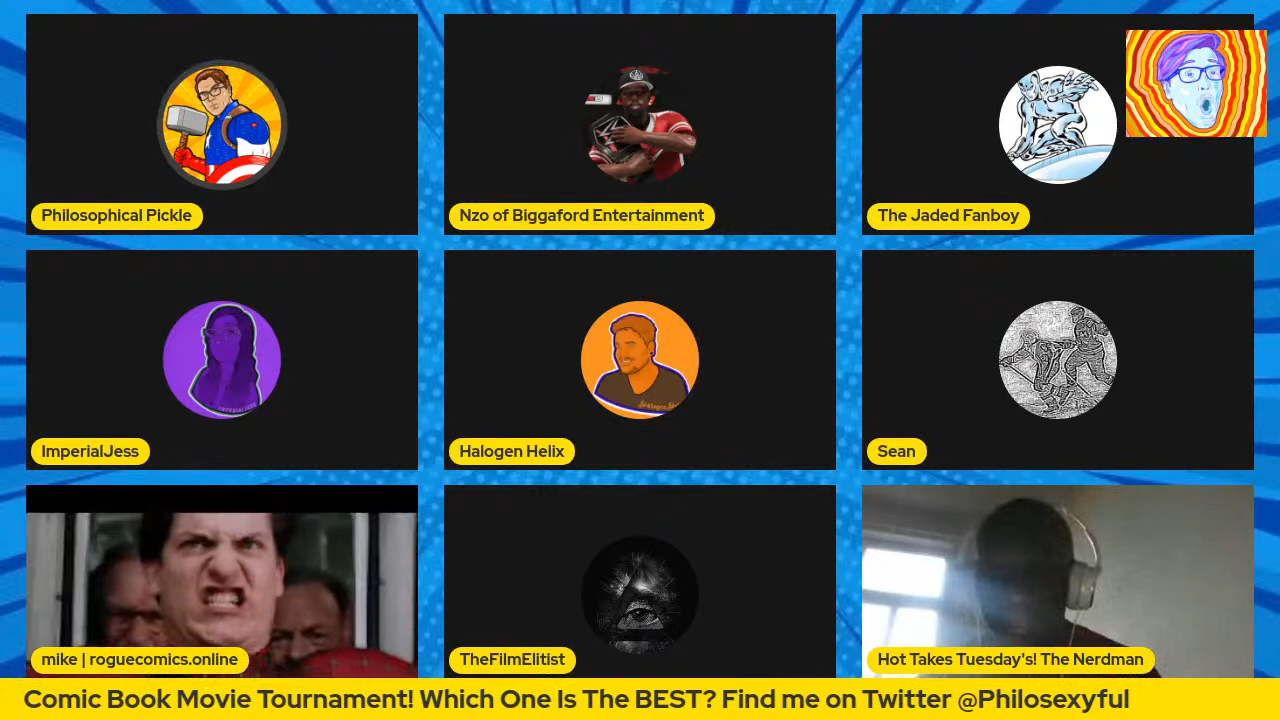 Philosophical Pickle
Nzo of Biggaford Entertainment
The Jaded Fanboy
ImperialJess
Halogen Helix
Sean
mike | roguecomics.online
TheFilmElitist
Hot Takes Tuesday's! The Nerdman
Comic Book Movie Tournament! Which One Is The BEST? Find me on Twitter @Philosexyful